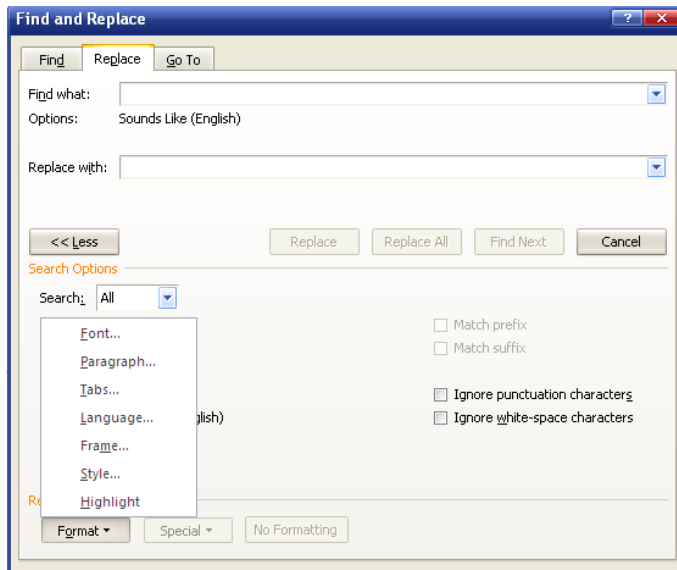 Find and Replace
Find Replace Go To
Find what:
Options: Sounds Like (English)
Replace with:
<< Less Replace Replace All Find Next Cancel
Search Options
Search: All
Font...
Match prefix
Paragraph...
Match suffix
Tabs...
Ignore punctuation characters
Language... glish) Ignore white-space characters
Frame...
Style...
Re
Highlight
Format Special No Formatting